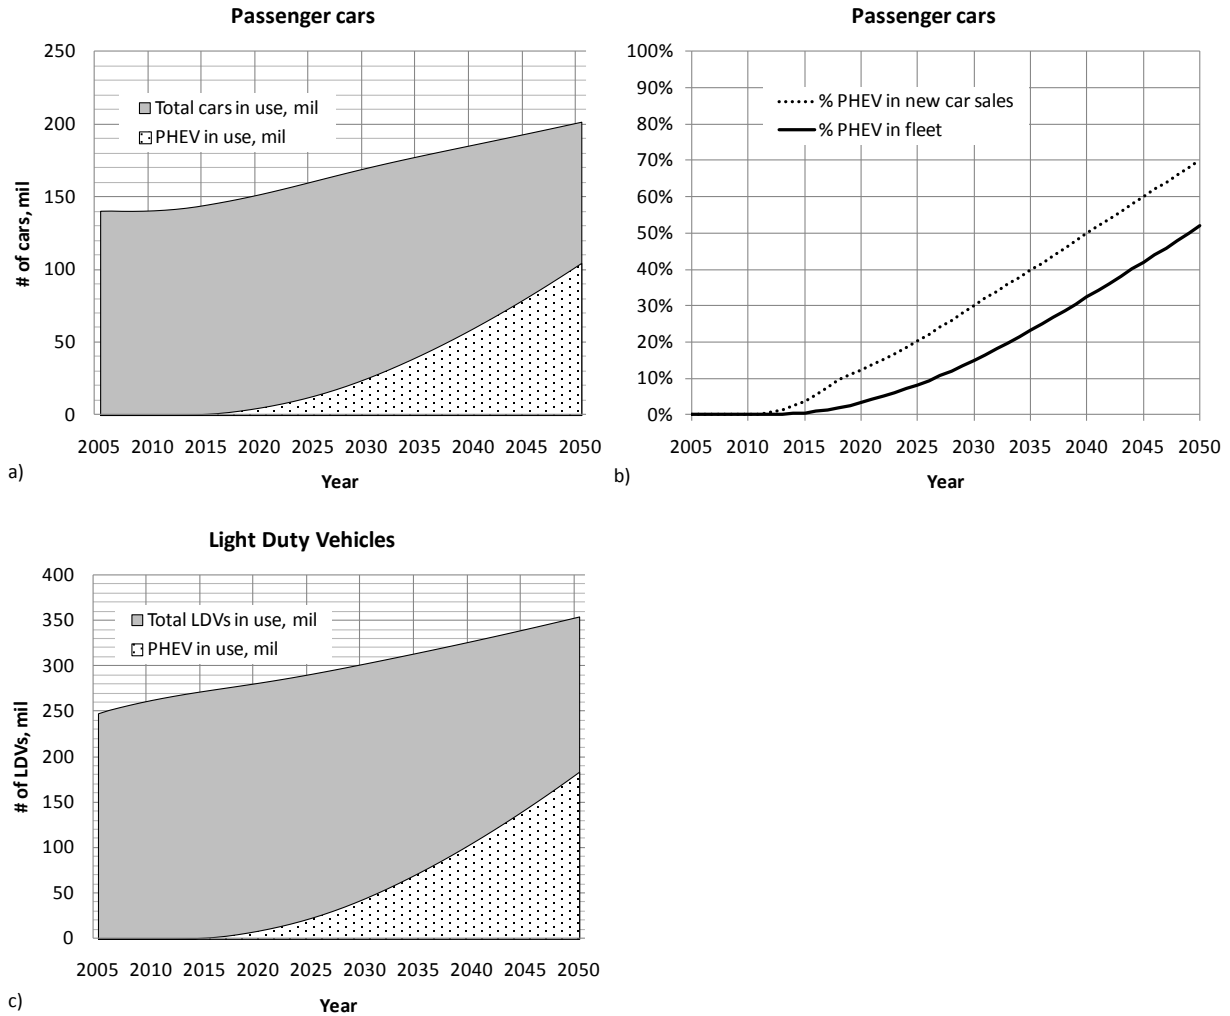 Passenger cars
250
200
150
100
50
0
# of cars, mil
Total cars in use, mil
PHEV in use, mil
2005 2010 2015 2020 2025 2030 2035 2040 2045 2050
Year
a)
Passenger cars
100%
90%
80%
70%
60%
50%
40%
30%
20%
10%
0%
% PHEV in new car sales
% PHEV in fleet
2005 2010 2015 2020 2025 2030 2035 2040 2045 2050
Year
b)
Light Duty Vehicles
400
350
300
250
200
150
100
50
0
# of LDVs, mil
Total LDVs in use, mil
PHEV in use, mil
2005 2010 2015 2020 2025 2030 2035 2040 2045 2050
Year
c)